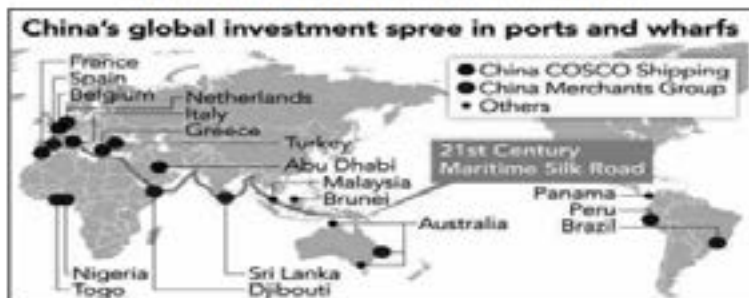 China's global investment spree in ports and wharfs
France
Spain
Belgium
Netherlands
Italy
Greece
Turkey
Abu Dhabi
Malaysia
Brunei
Australia
Nigeria
Togo
Sri Lanka
Djibouti
China COSCO Shipping
China Merchants Group
Others
21st Century
Maritime Silk Road
Panama
Peru
Brazil